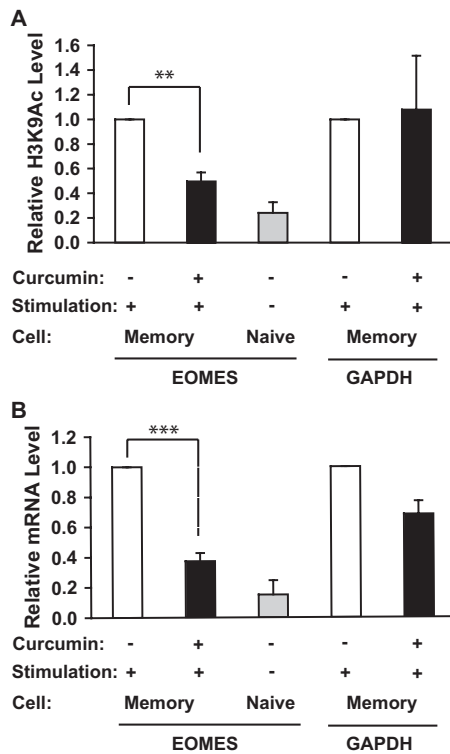 A
Relative H3K9Ac Level
1.6
1.4
1.2
1.0
0.8
0.6
0.4
0.2
0.0
**
Curcumin: - + - - +
Stimulation: + + - + +
Cell: Memory Naive Memory
EOMES GAPDH
B
Relative mRNA Level
1.2
1.0
0.8
0.6
0.4
0.2
0.0
***
Curcumin: - + - - +
Stimulation: + + - + +
Cell: Memory Naive Memory
EOMES GAPDH